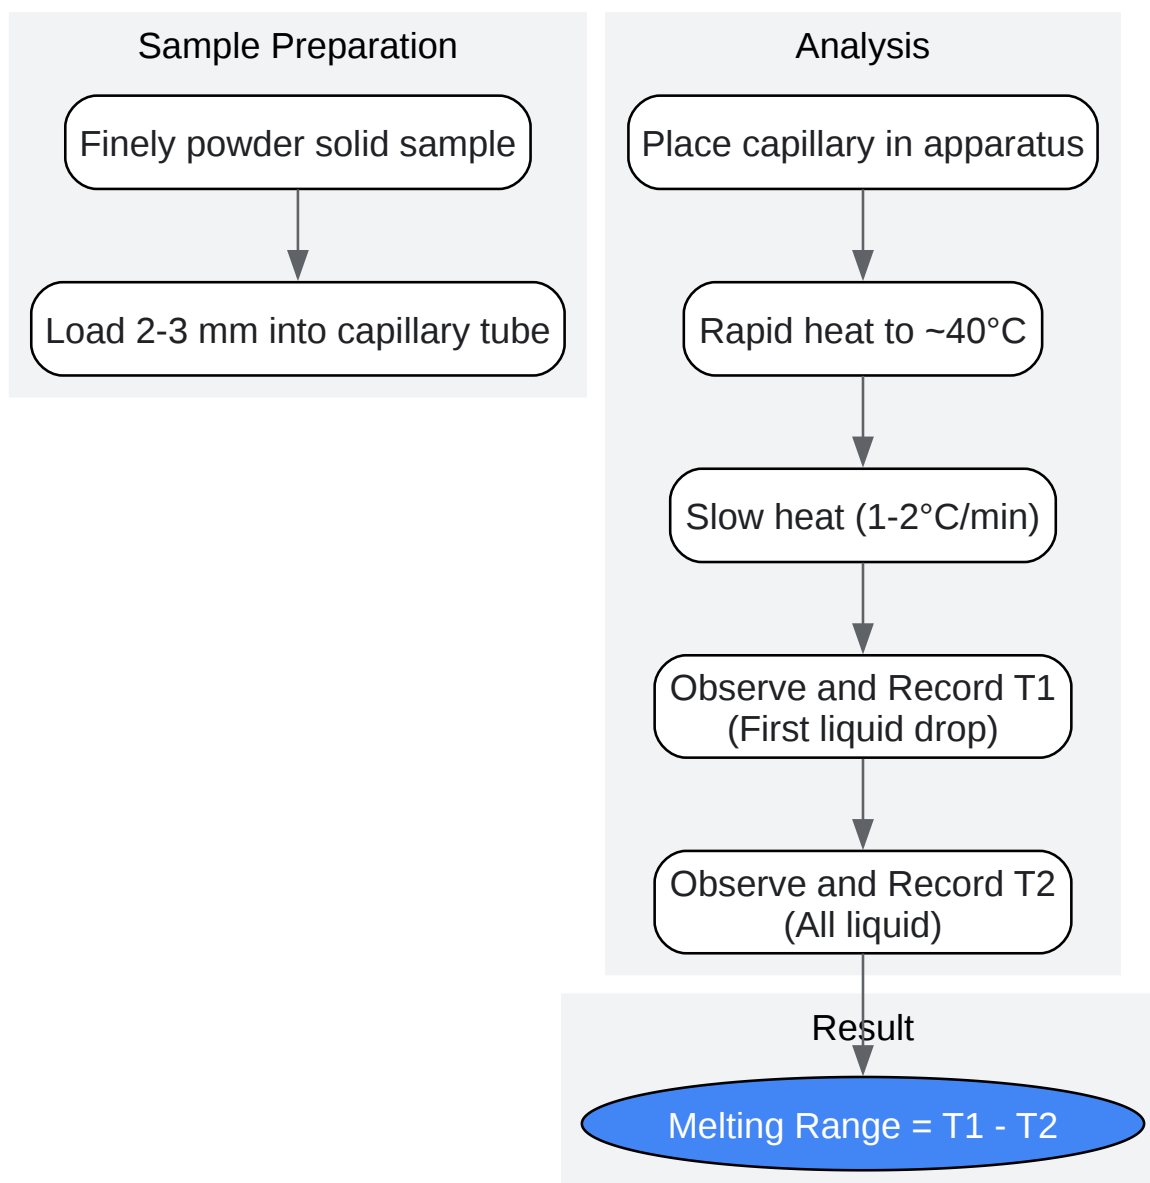 Sample Preparation
Finely powder solid sample
Load 2-3 mm into capillary tube
Analysis
Place capillary in apparatus
Rapid heat to ~40°C
Slow heat (1-2°C/min)
Observe and Record T1
(First liquid drop)
Observe and Record T2
(All liquid)
Result
Melting Range = T1 - T2